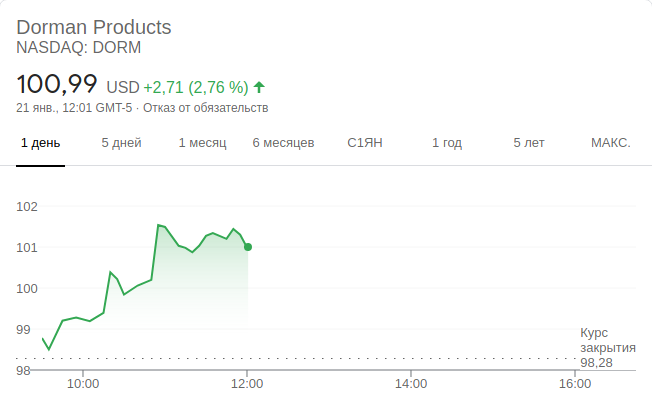 Dorman Products
NASDAQ: DORM
100,99 USD +2,71 (2,76 %)
21 янв., 12:01 GMT-5 · Отказ от обязательств
1 день 5 дней 1 месяц 6 месяцев С1ЯН 1 год 5 лет МАКС.
102
101
100
99
Курс
закрытия
98,28
98
10:00 12:00 14:00 16:00